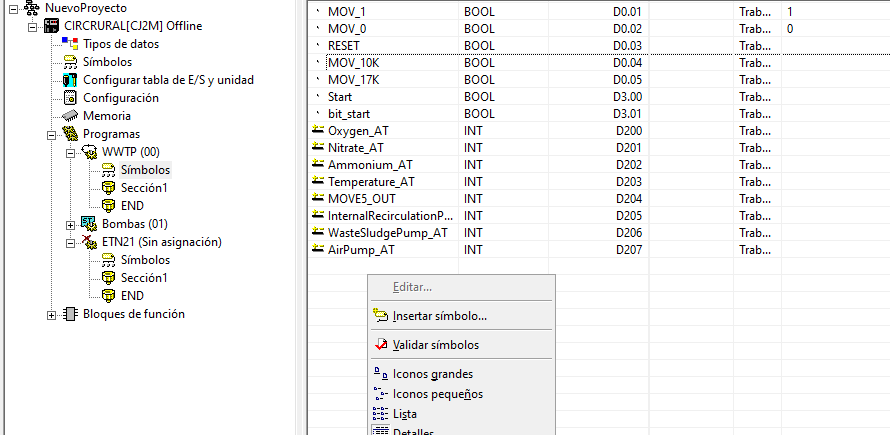 NuevoProyecto
CIRCRURAL[CJ2M] Offline
Tipos de datos
Símbolos
Configurar tabla de E/S y unidad
Configuración
Memoria
Programas
WWTP (00)
Símbolos
Sección1
END
Bombas (01)
ETN21 (Sin asignación)
Símbolos
Sección1
END
Bloques de función
MOV_1 BOOL D0.01 Trab... 1
MOV_0 BOOL D0.02 Trab... 0
RESET BOOL D0.03 Trab...
MOV_10K BOOL D0.04 Trab...
MOV_17K BOOL D0.05 Trab...
Start BOOL D3.00 Trab...
bit_start BOOL D3.01 Trab...
Oxygen_AT INT D200 Trab...
Nitrate_AT INT D201 Trab...
Ammonium_AT INT D202 Trab...
Temperature_AT INT D203 Trab...
MOVE5_OUT INT D204 Trab...
InternalRecirculationP... INT D205 Trab...
WasteSludgePump_AT INT D206 Trab...
AirPump_AT INT D207 Trab...
Editar...
Insertar símbolo...
Validar símbolos
Iconos grandes
Iconos pequeños
Lista
Detalles